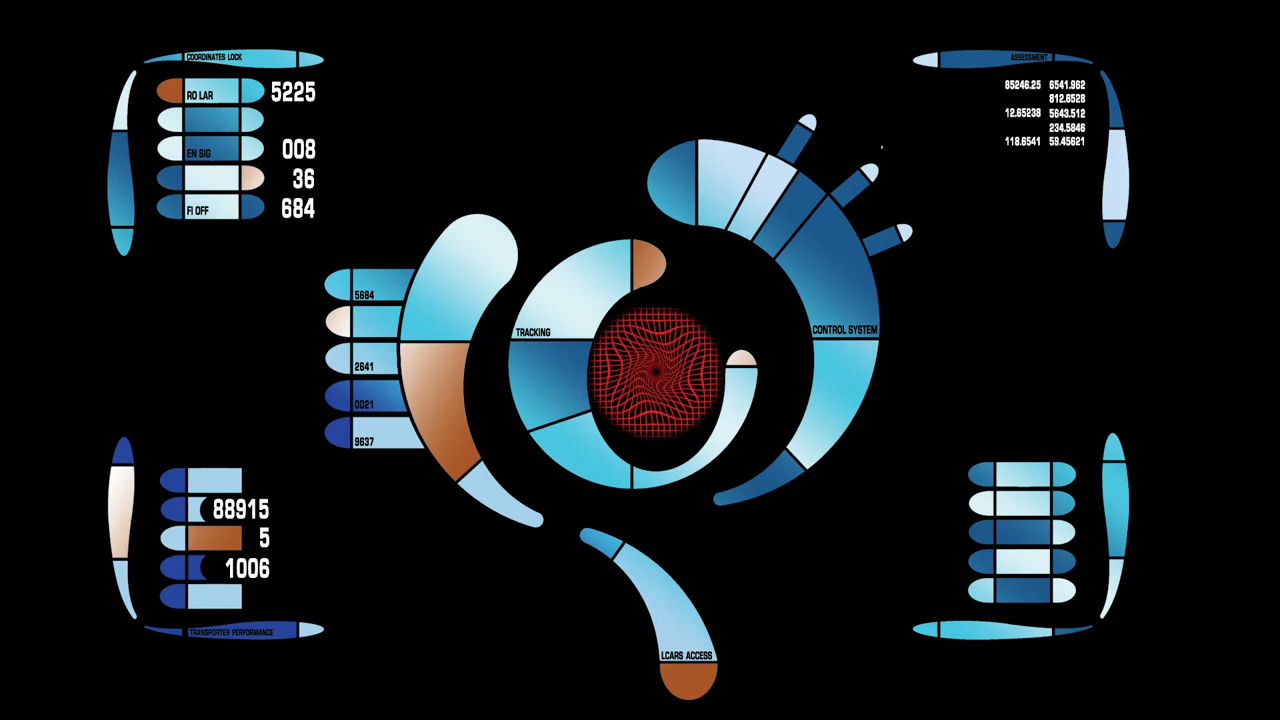 COORDINATES LOCK
RO LAR 5225
EN SIG 008
36
FI OFF 684
ASSESSMENT
85246.25 6541.962
812.6528
12.65238 5643.512
234.5846
118.6541 59.45621
5684
2641
0021
9637
TRACKING
CONTROL SYSTEM
88915
5
1006
TRANSPORTER PERFORMANCE
LCARS ACCESS